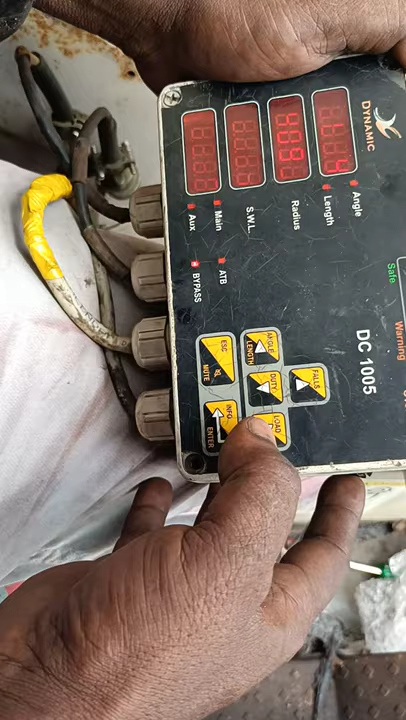 DYNAMIC
Angle
Length
Radius
S.W.L.
Main
Aux
ATB
BYPASS
Safe
Warning
DC 1005
FALLS
ANGLE
LENGTH
DUTY
LOAD
ESC
MUTE
INFO.
ENTER